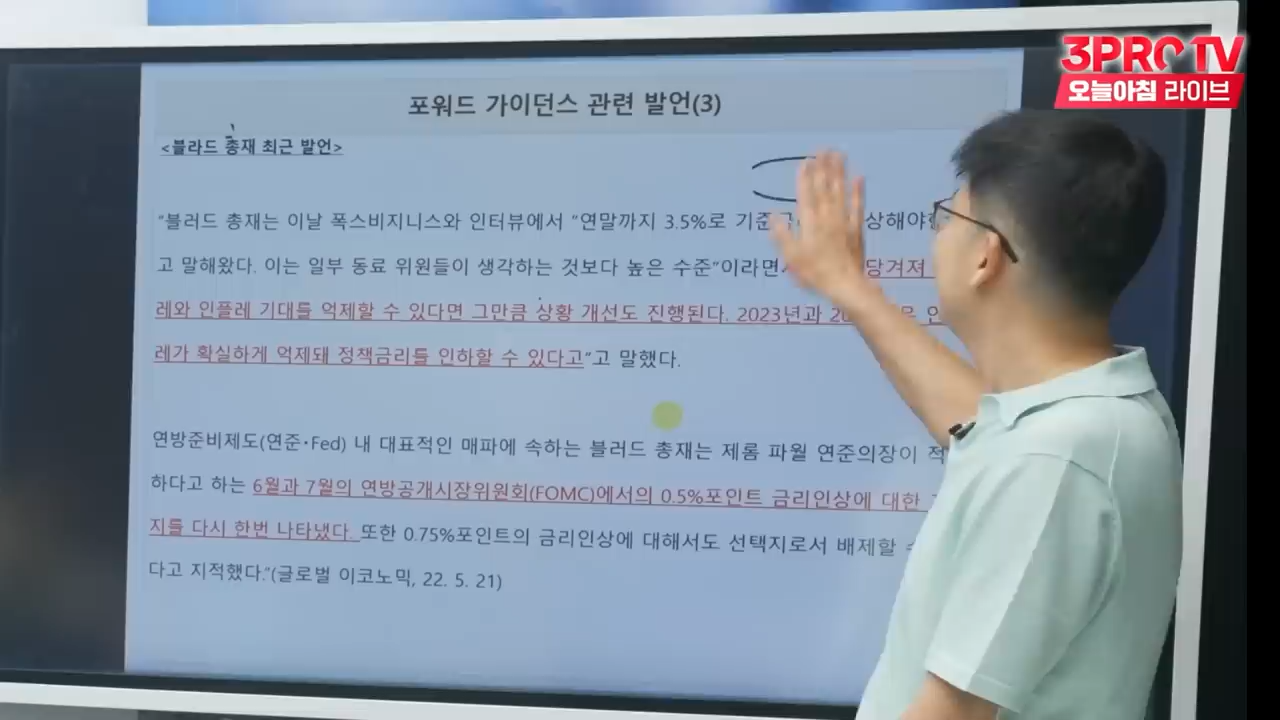 3PRO TV
오늘아침 라이브
포워드 가이던스 관련 발언(3)
<블라드 총재 최근 발언>
“블러드 총재는 이날 폭스비지니스와 인터뷰에서 “연말까지 3.5%로
고 말해왔다. 이는 일부 동료 위원들이 생각하는 것보다 높은 수준”이라면 당겨져
레와 인플레 기대를 억제할 수 있다면 그만큼 상황 개선도 진행된다. 2023년과
레가 확실하게 억제돼 정책금리를 인하할 수 있다고”고 말했다.
연방준비제도(연준·Fed) 내 대표적인 매파에 속하는 블러드 총재는 제롬 파월 연준의장이
하다고 하는 6월과 7월의 연방공개시장위원회(FOMC)에서의 0.5%포인트 금리인상에 대한
지를 다시 한번 나타냈다. 또한 0.75%포인트의 금리인상에 대해서도 선택지로서 배제할
다고 지적했다.”(글로벌 이코노믹, 22. 5. 21)